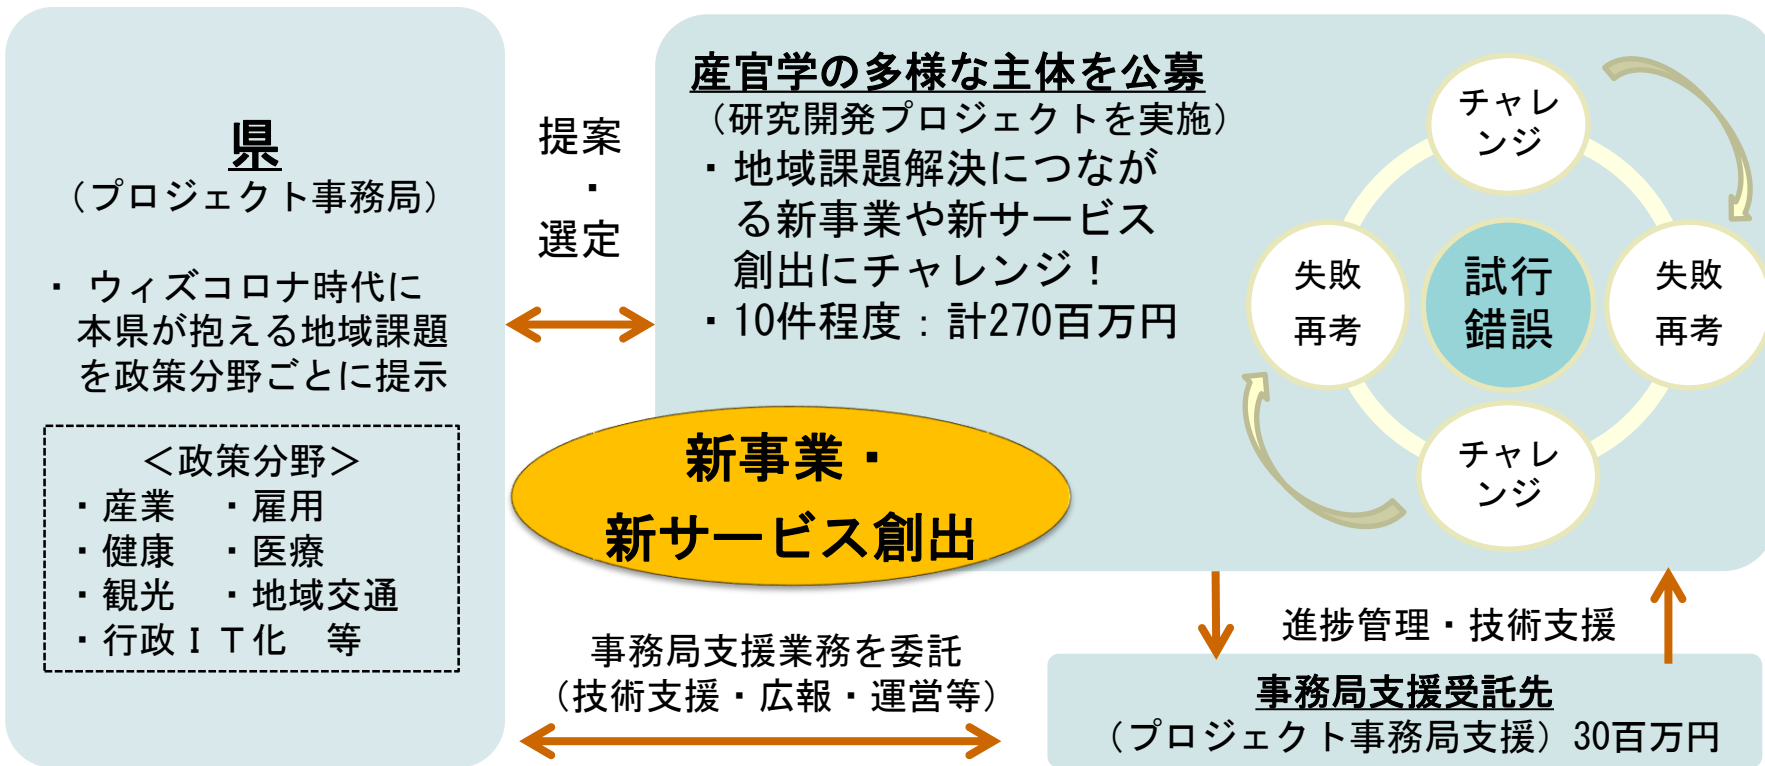 県
（プロジェクト事務局）
・ ウィズコロナ時代に
本県が抱える地域課題
を政策分野ごとに提示
＜政策分野＞
・産業　・雇用
・健康　・医療
・観光　・地域交通
・行政ＩＴ化　等
提案
・
選定
産官学の多様な主体を公募
（研究開発プロジェクトを実施）
・地域課題解決につなが
る新事業や新サービス
創出にチャレンジ！
・10件程度：計270百万円
チャレ
ンジ
失敗
再考
試行
錯誤
失敗
再考
チャレ
ンジ
新事業・
新サービス創出
事務局支援業務を委託
（技術支援・広報・運営等）
進捗管理・技術支援
事務局支援受託先
（プロジェクト事務局支援）30百万円